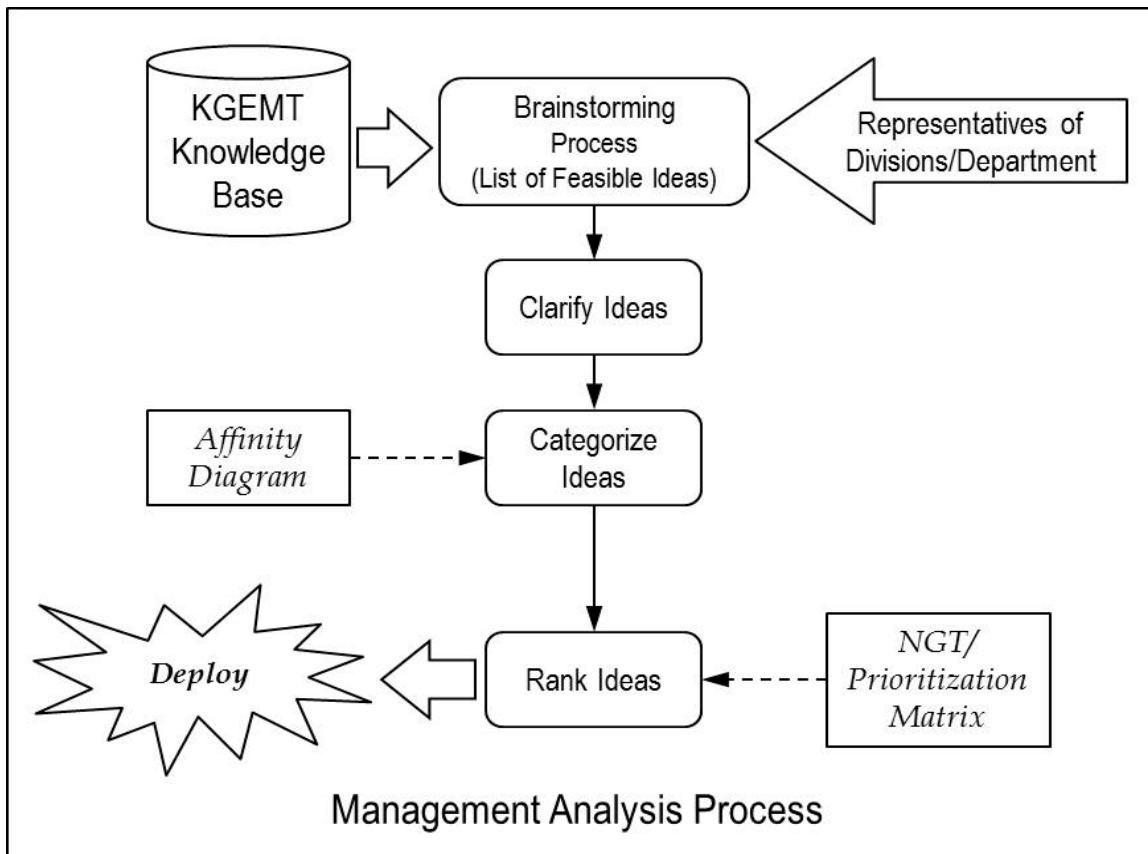 KGEMT
Knowledge
Base
Brainstorming
Process
(List of Feasible Ideas)
Representatives of
Divisions/Department
Clarify Ideas
Affinity
Diagram
Categorize
Ideas
Deploy
Rank Ideas
NGT/
Prioritization
Matrix
Management Analysis Process